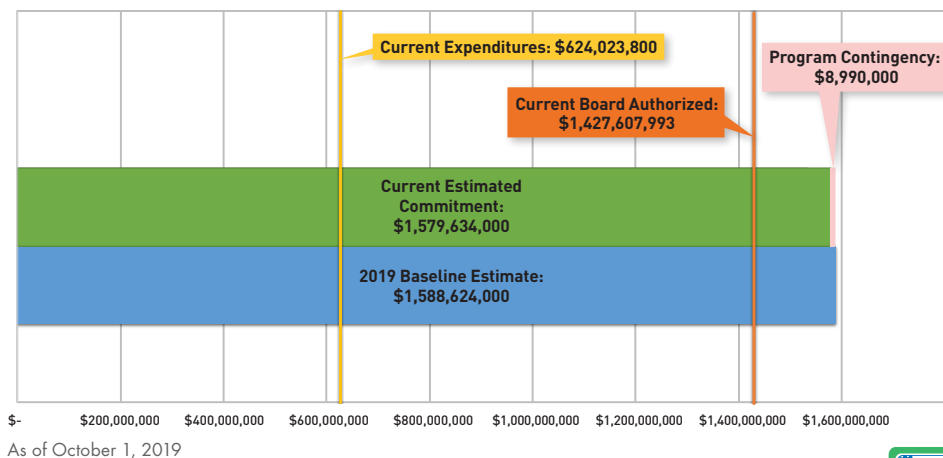 Current Expenditures: $624,023,800
Program Contingency:
$8,990,000
Current Board Authorized:
$1,427,607,993
Current Estimated
Commitment:
$1,579,634,000
2019 Baseline Estimate:
$1,588,624,000
$- $200,000,000 $400,000,000 $600,000,000 $800,000,000 $1,000,000,000 $1,200,000,000 $1,400,000,000 $1,600,000,000
As of October 1, 2019